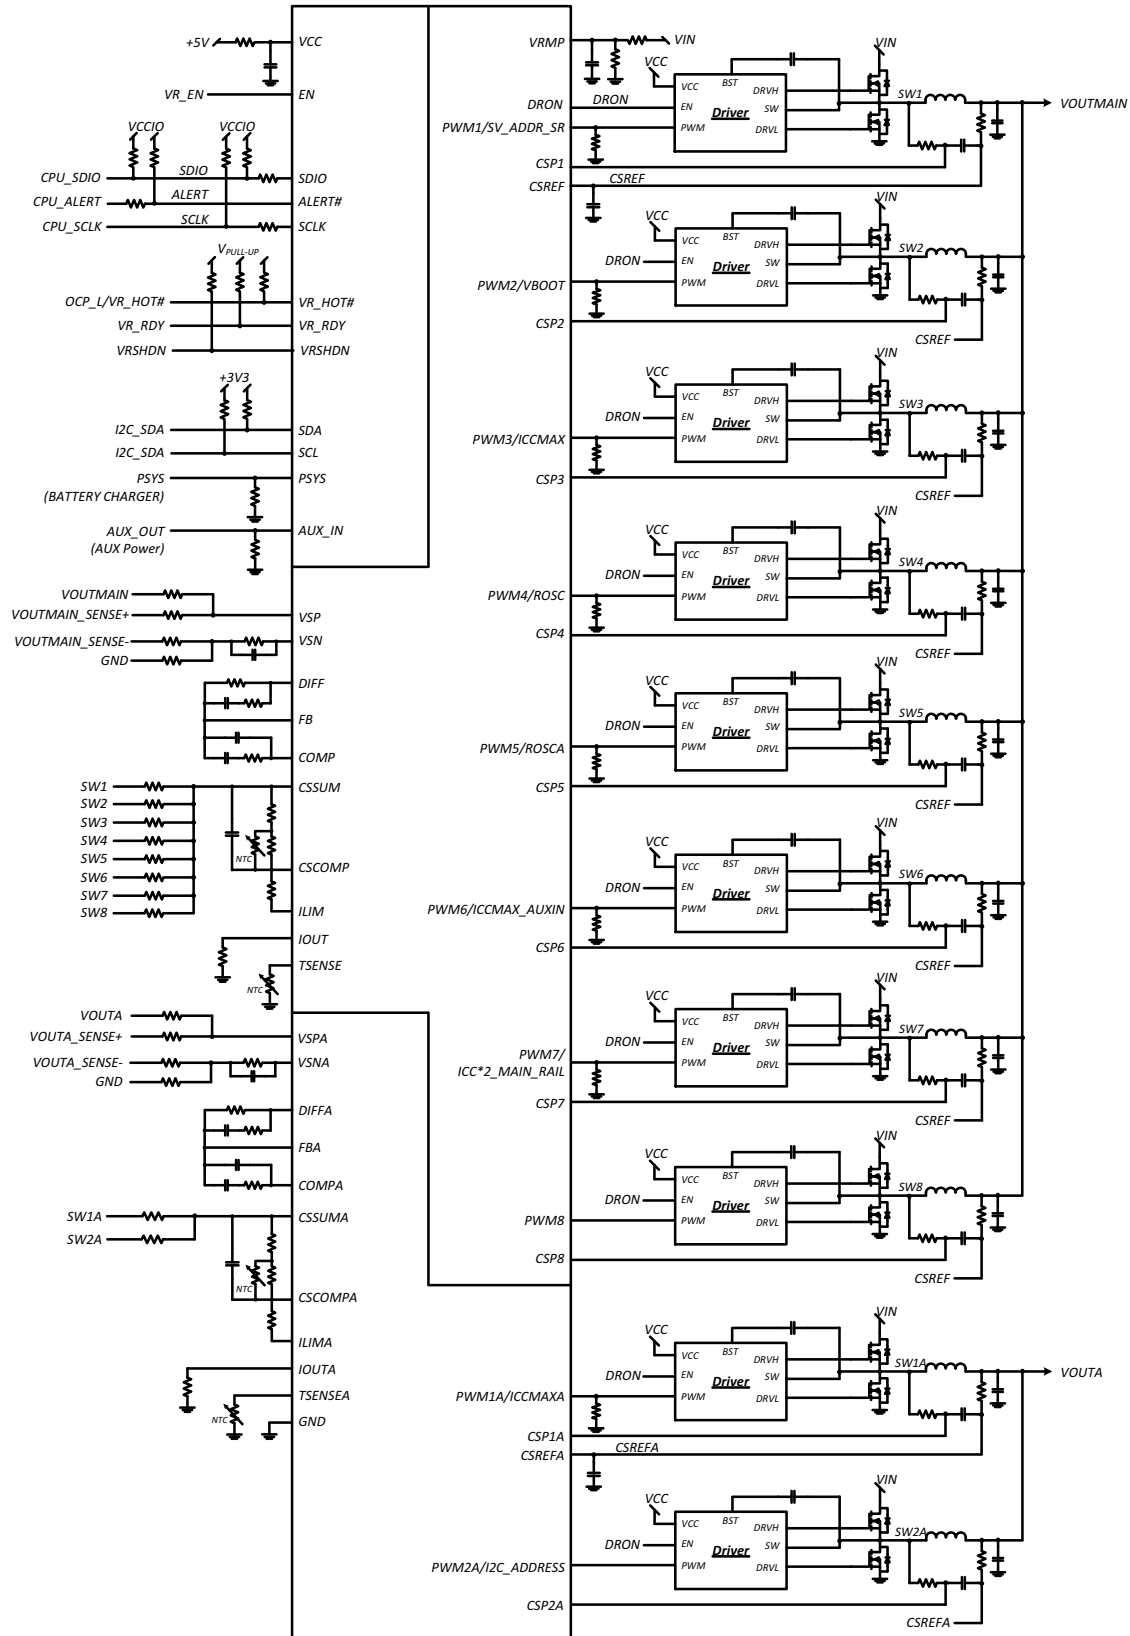 +5V
VCC
VR_EN
EN
VCCIO
VCCIO
CPU_SDIO
SDIO
SDIO
CPU_ALERT
ALERT
ALERT#
CPU_SCLK
SCLK
SCLK
VPULL-UP
OCP_L/VR_HOT#
VR_HOT#
VR_RDY
VR_RDY
VRSHDN
VRSHDN
+3V3
I2C_SDA
SDA
I2C_SDA
SCL
PSYS
(BATTERY CHARGER)
PSYS
AUX_OUT
(AUX Power)
AUX_IN
VOUTMAIN
VOUTMAIN_SENSE+
VSP
VOUTMAIN_SENSE-
VSN
GND
DIFF
FB
COMP
SW1
CSSUM
SW2
SW3
SW4
SW5
SW6
SW7
SW8
NTC
CSCOMP
ILIM
IOUT
TSENSE
NTC
VOUTA
VOUTA_SENSE+
VSPA
VOUTA_SENSE-
VSNA
GND
DIFFA
FBA
COMPA
SW1A
CSSUMA
SW2A
NTC
CSCOMPA
ILIMA
IOUTA
TSENSEA
NTC
GND
VRMP
VIN
VCC
VIN
DRON
DRON
PWM1/SV_ADDR_SR
VCC
BST
DRVH
EN
Driver
SW
PWM
DRVL
SW1
VOUTMAIN
CSP1
CSREF
CSREF
VCC
VIN
PWM2/VBOOT
DRON
VCC
BST
DRVH
EN
Driver
SW
PWM
DRVL
SW2
CSP2
CSREF
VCC
VIN
PWM3/ICCMAX
DRON
VCC
BST
DRVH
EN
Driver
SW
PWM
DRVL
SW3
CSP3
CSREF
VCC
VIN
PWM4/ROSC
DRON
VCC
BST
DRVH
EN
Driver
SW
PWM
DRVL
SW4
CSP4
CSREF
VCC
VIN
PWM5/ROSCA
DRON
VCC
BST
DRVH
EN
Driver
SW
PWM
DRVL
SW5
CSP5
CSREF
VCC
VIN
PWM6/ICCMAX_AUXIN
DRON
VCC
BST
DRVH
EN
Driver
SW
PWM
DRVL
SW6
CSP6
CSREF
VCC
VIN
PWM7/
ICC*2_MAIN_RAIL
DRON
VCC
BST
DRVH
EN
Driver
SW
PWM
DRVL
SW7
CSP7
CSREF
VCC
VIN
PWM8
DRON
VCC
BST
DRVH
EN
Driver
SW
PWM
DRVL
SW8
CSP8
CSREF
VCC
VIN
PWM1A/ICCMAXA
DRON
VCC
BST
DRVH
EN
Driver
SW
PWM
DRVL
SW1A
VOUTA
CSP1A
CSREFA
CSREFA
VCC
VIN
PWM2A/I2C_ADDRESS
DRON
VCC
BST
DRVH
EN
Driver
SW
PWM
DRVL
SW2A
CSP2A
CSREFA